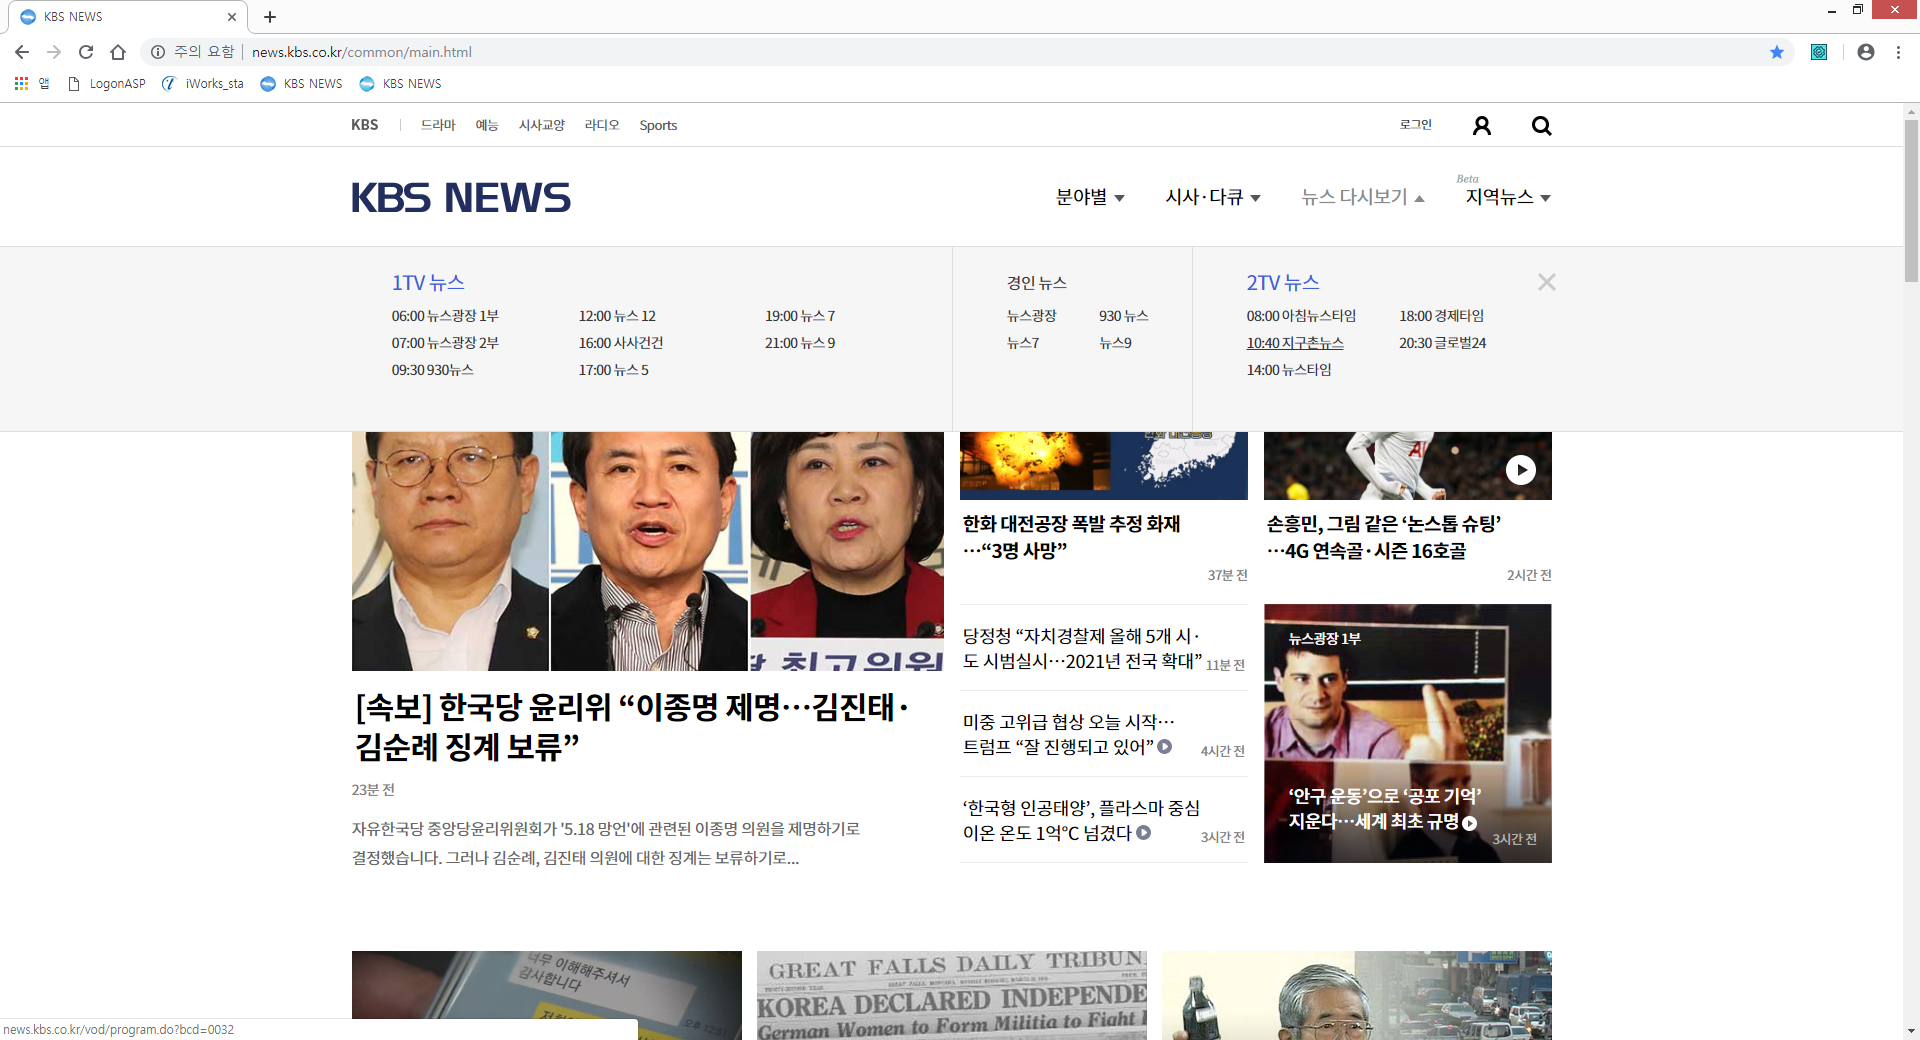 KBS NEWS
주의 요함 | news.kbs.co.kr/common/main.html
앱 LogonASP iWorks_sta KBS NEWS KBS NEWS
KBS | 드라마 예능 시사교양 라디오 Sports 로그인
KBS NEWS
분야별 시사·다큐 뉴스 다시보기 Beta 지역뉴스
1TV 뉴스
06:00 뉴스광장 1부 12:00 뉴스 12 19:00 뉴스 7
07:00 뉴스광장 2부 16:00 사사건건 21:00 뉴스 9
09:30 930뉴스 17:00 뉴스 5
경인 뉴스
뉴스광장 930 뉴스
뉴스7 뉴스9
2TV 뉴스
08:00 아침뉴스타임 18:00 경제타임
10:40 지구촌뉴스 20:30 글로벌24
14:00 뉴스타임
최고위원
[속보] 한국당 윤리위 “이종명 제명…김진태·
김순례 징계 보류”
23분 전
자유한국당 중앙당윤리위원회가 '5.18 망언'에 관련된 이종명 의원을 제명하기로
결정했습니다. 그러나 김순례, 김진태 의원에 대한 징계는 보류하기로...
한화 대전공장 폭발 추정 화재
…“3명 사망”
37분 전
당정청 “자치경찰제 올해 5개 시·
도 시범실시…2021년 전국 확대” 11분 전
미중 고위급 협상 오늘 시작…
트럼프 “잘 진행되고 있어” 4시간 전
‘한국형 인공태양’, 플라스마 중심
이온 온도 1억℃ 넘겼다 3시간 전
AI
손흥민, 그림 같은 ‘논스톱 슈팅’
…4G 연속골·시즌 16호골
2시간 전
뉴스광장 1부
‘안구 운동’으로 ‘공포 기억’
지운다…세계 최초 규명
3시간 전
너무 이해해주셔서
감사합니다
오후 12:51
GREAT FALLS DAILY TRIBUN
KOREA DECLARED INDEPENDE
German Women to Form Militia to Fight
news.kbs.co.kr/vod/program.do?bcd=0032